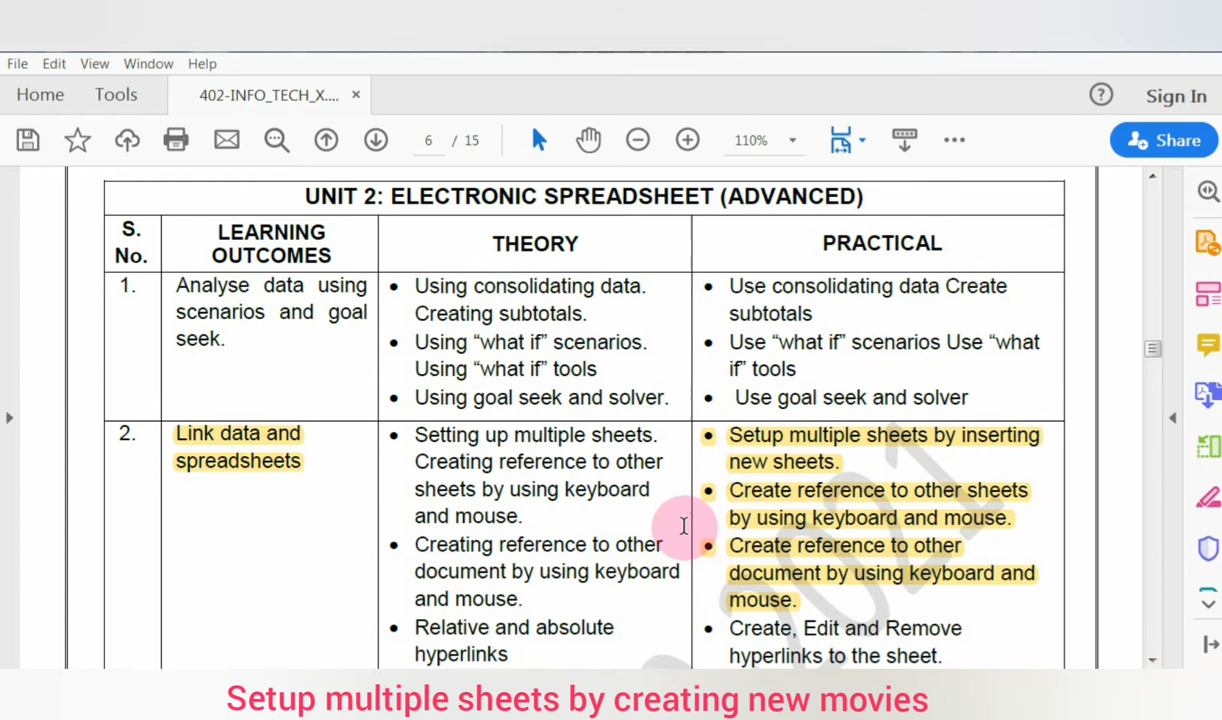 File Edit View Window Help
Home Tools 402-INFO_TECH_X.... × Sign In
6 / 15 110% Share
UNIT 2: ELECTRONIC SPREADSHEET (ADVANCED)
S. No. LEARNING OUTCOMES THEORY PRACTICAL
1. Analyse data using scenarios and goal seek.
• Using consolidating data.
Creating subtotals.
• Using “what if” scenarios.
Using “what if” tools
• Using goal seek and solver.
• Use consolidating data Create
subtotals
• Use “what if” scenarios Use “what
if” tools
• Use goal seek and solver
2. Link data and
spreadsheets
• Setting up multiple sheets.
Creating reference to other
sheets by using keyboard
and mouse.
• Creating reference to other
document by using keyboard
and mouse.
• Relative and absolute
hyperlinks
• Setup multiple sheets by inserting
new sheets.
• Create reference to other sheets
by using keyboard and mouse.
• Create reference to other
document by using keyboard and
mouse.
• Create, Edit and Remove
hyperlinks to the sheet.
Setup multiple sheets by creating new movies